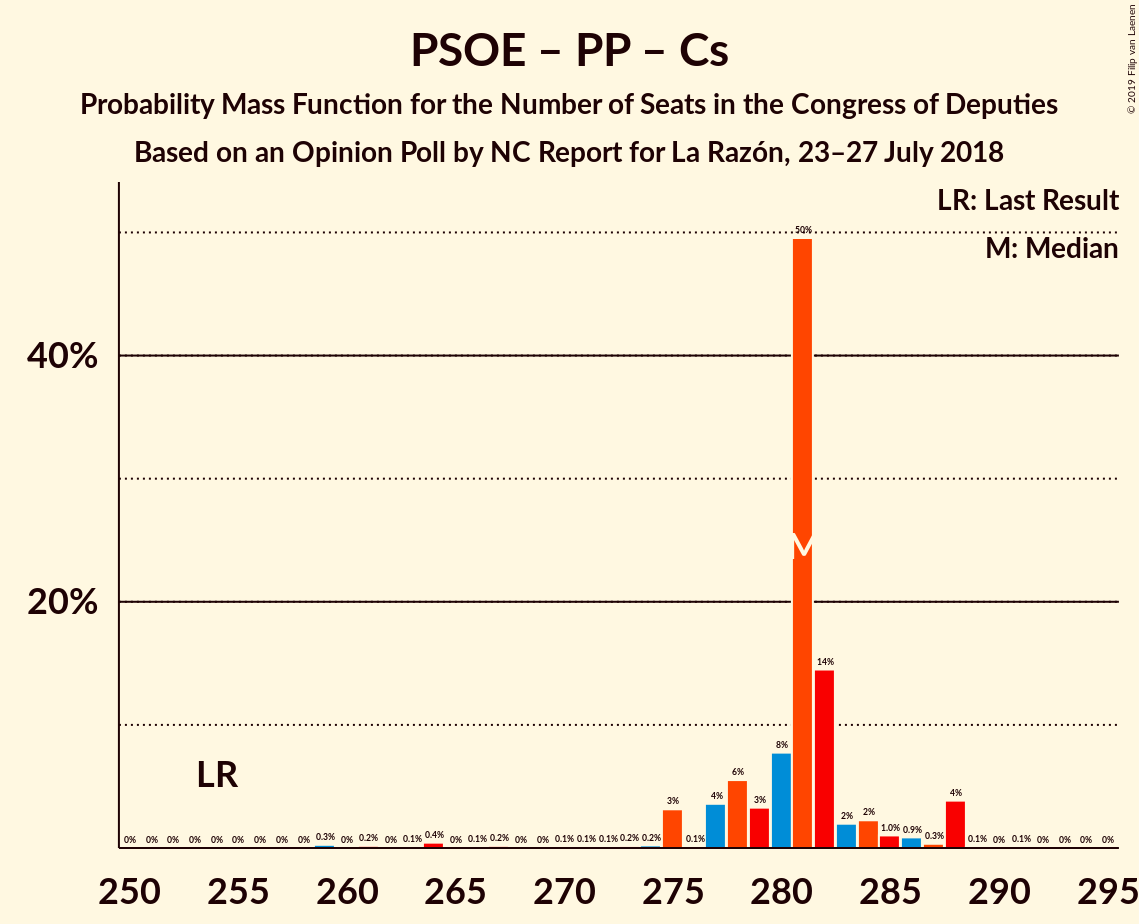 PSOE – PP – Cs
Probability Mass Function for the Number of Seats in the Congress of Deputies
Based on an Opinion Poll by NC Report for La Razón, 23–27 July 2018
© 2019 Filip van Laenen
LR: Last Result
M: Median
40%
20%
LR
M
0% 0% 0% 0% 0% 0% 0% 0% 0% 0.3% 0% 0.2% 0% 0.1% 0.4% 0% 0.1% 0.2% 0% 0% 0.1% 0.1% 0.1% 0.2% 0.2% 3% 0.1% 4% 6% 3% 8% 50% 14% 2% 2% 1.0% 0.9% 0.3% 4% 0.1% 0% 0.1% 0% 0% 0% 0%
250 255 260 265 270 275 280 285 290 295